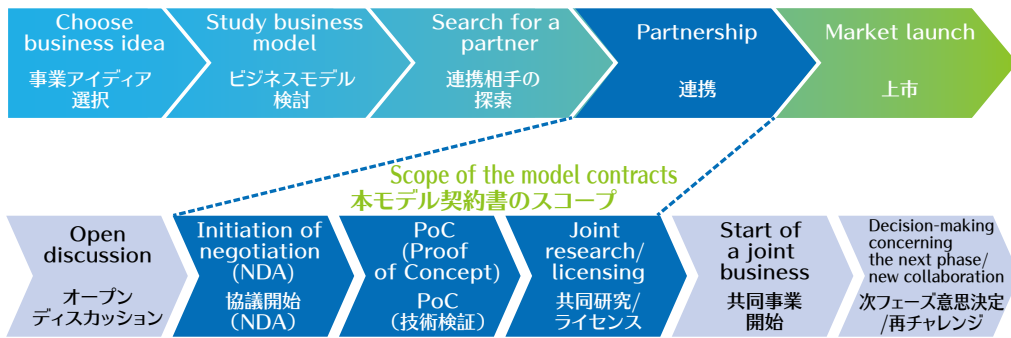 Choose
business idea
事業アイディア
選択
Study business
model
ビジネスモデル
検討
Search for a
partner
連携相手の
探索
Partnership
連携
Market launch
上市
Scope of the model contracts
本モデル契約書のスコープ
Open
discussion
オープン
ディスカッション
Initiation of
negotiation
(NDA)
協議開始
（NDA）
PoC
(Proof
of Concept)
PoC
（技術検証）
Joint
research/
licensing
共同研究/
ライセンス
Start of
a joint
business
共同事業
開始
Decision-making
concerning
the next phase/
new collaboration
次フェーズ意思決定
/再チャレンジ